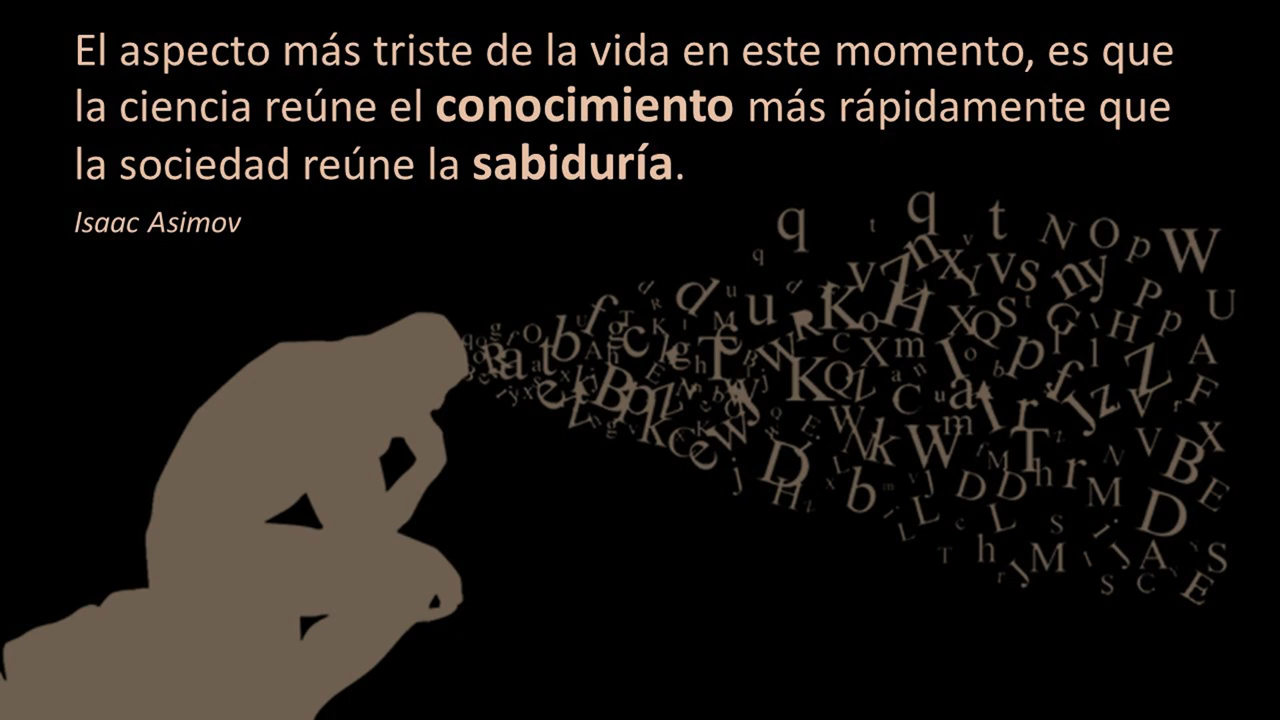 El aspecto más triste de la vida en este momento, es que
la ciencia reúne el conocimiento más rápidamente que
la sociedad reúne la sabiduría.
Isaac Asimov